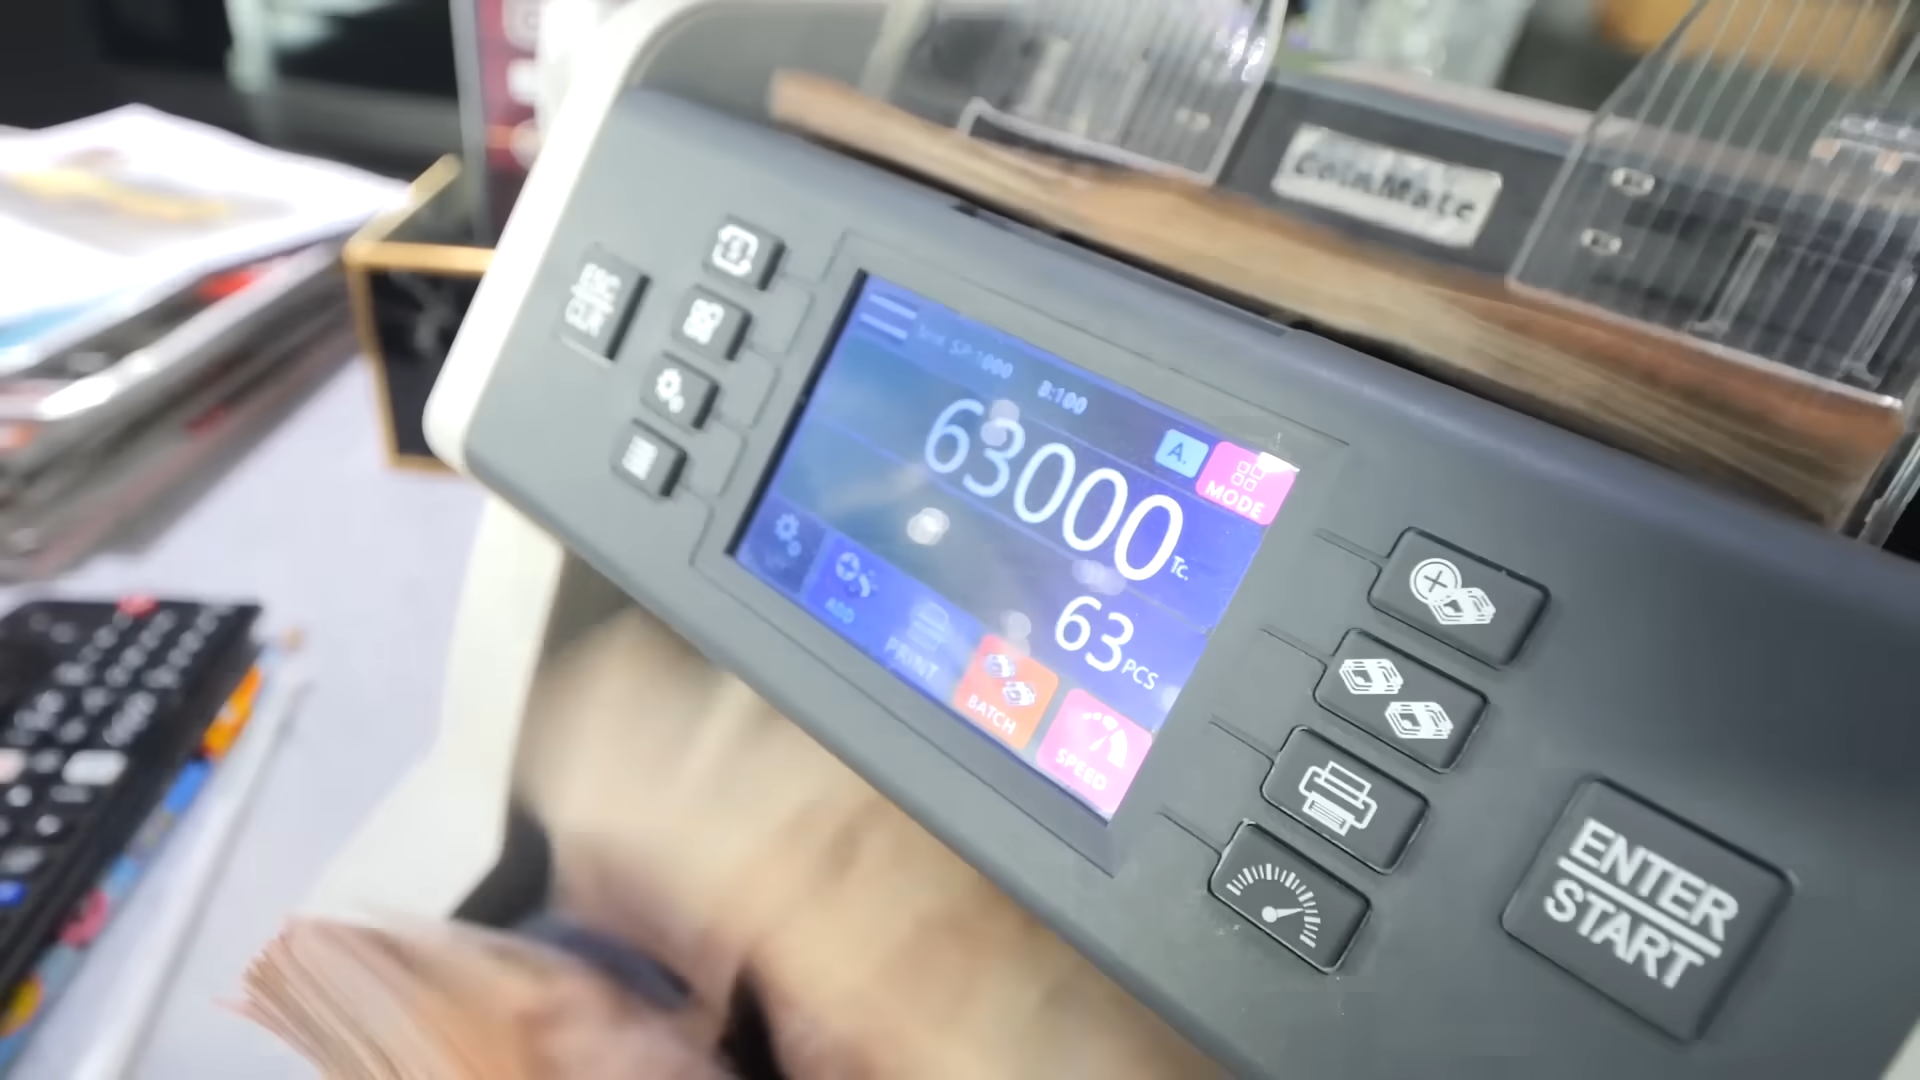 CoinMate
ESC
CLR
SP:1000 B:100
63000 Tc.
A.
MODE
63 PCS
ADD
PRINT
BATCH
SPEED
ENTER
START